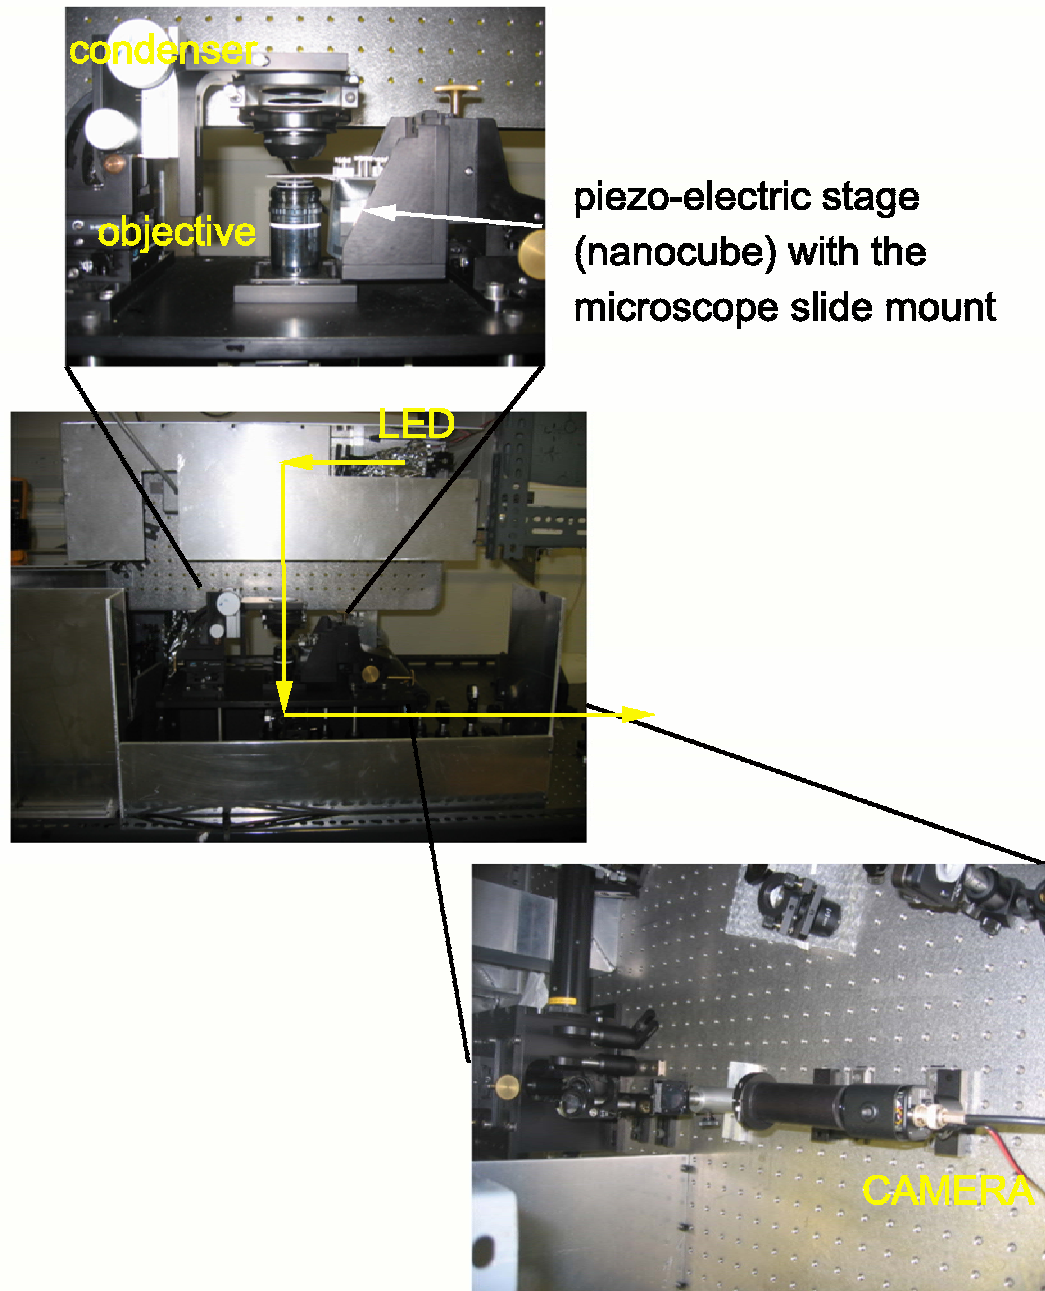 condenser
objective
piezo-electric stage
(nanocube) with the
microscope slide mount
LED
CAMERA